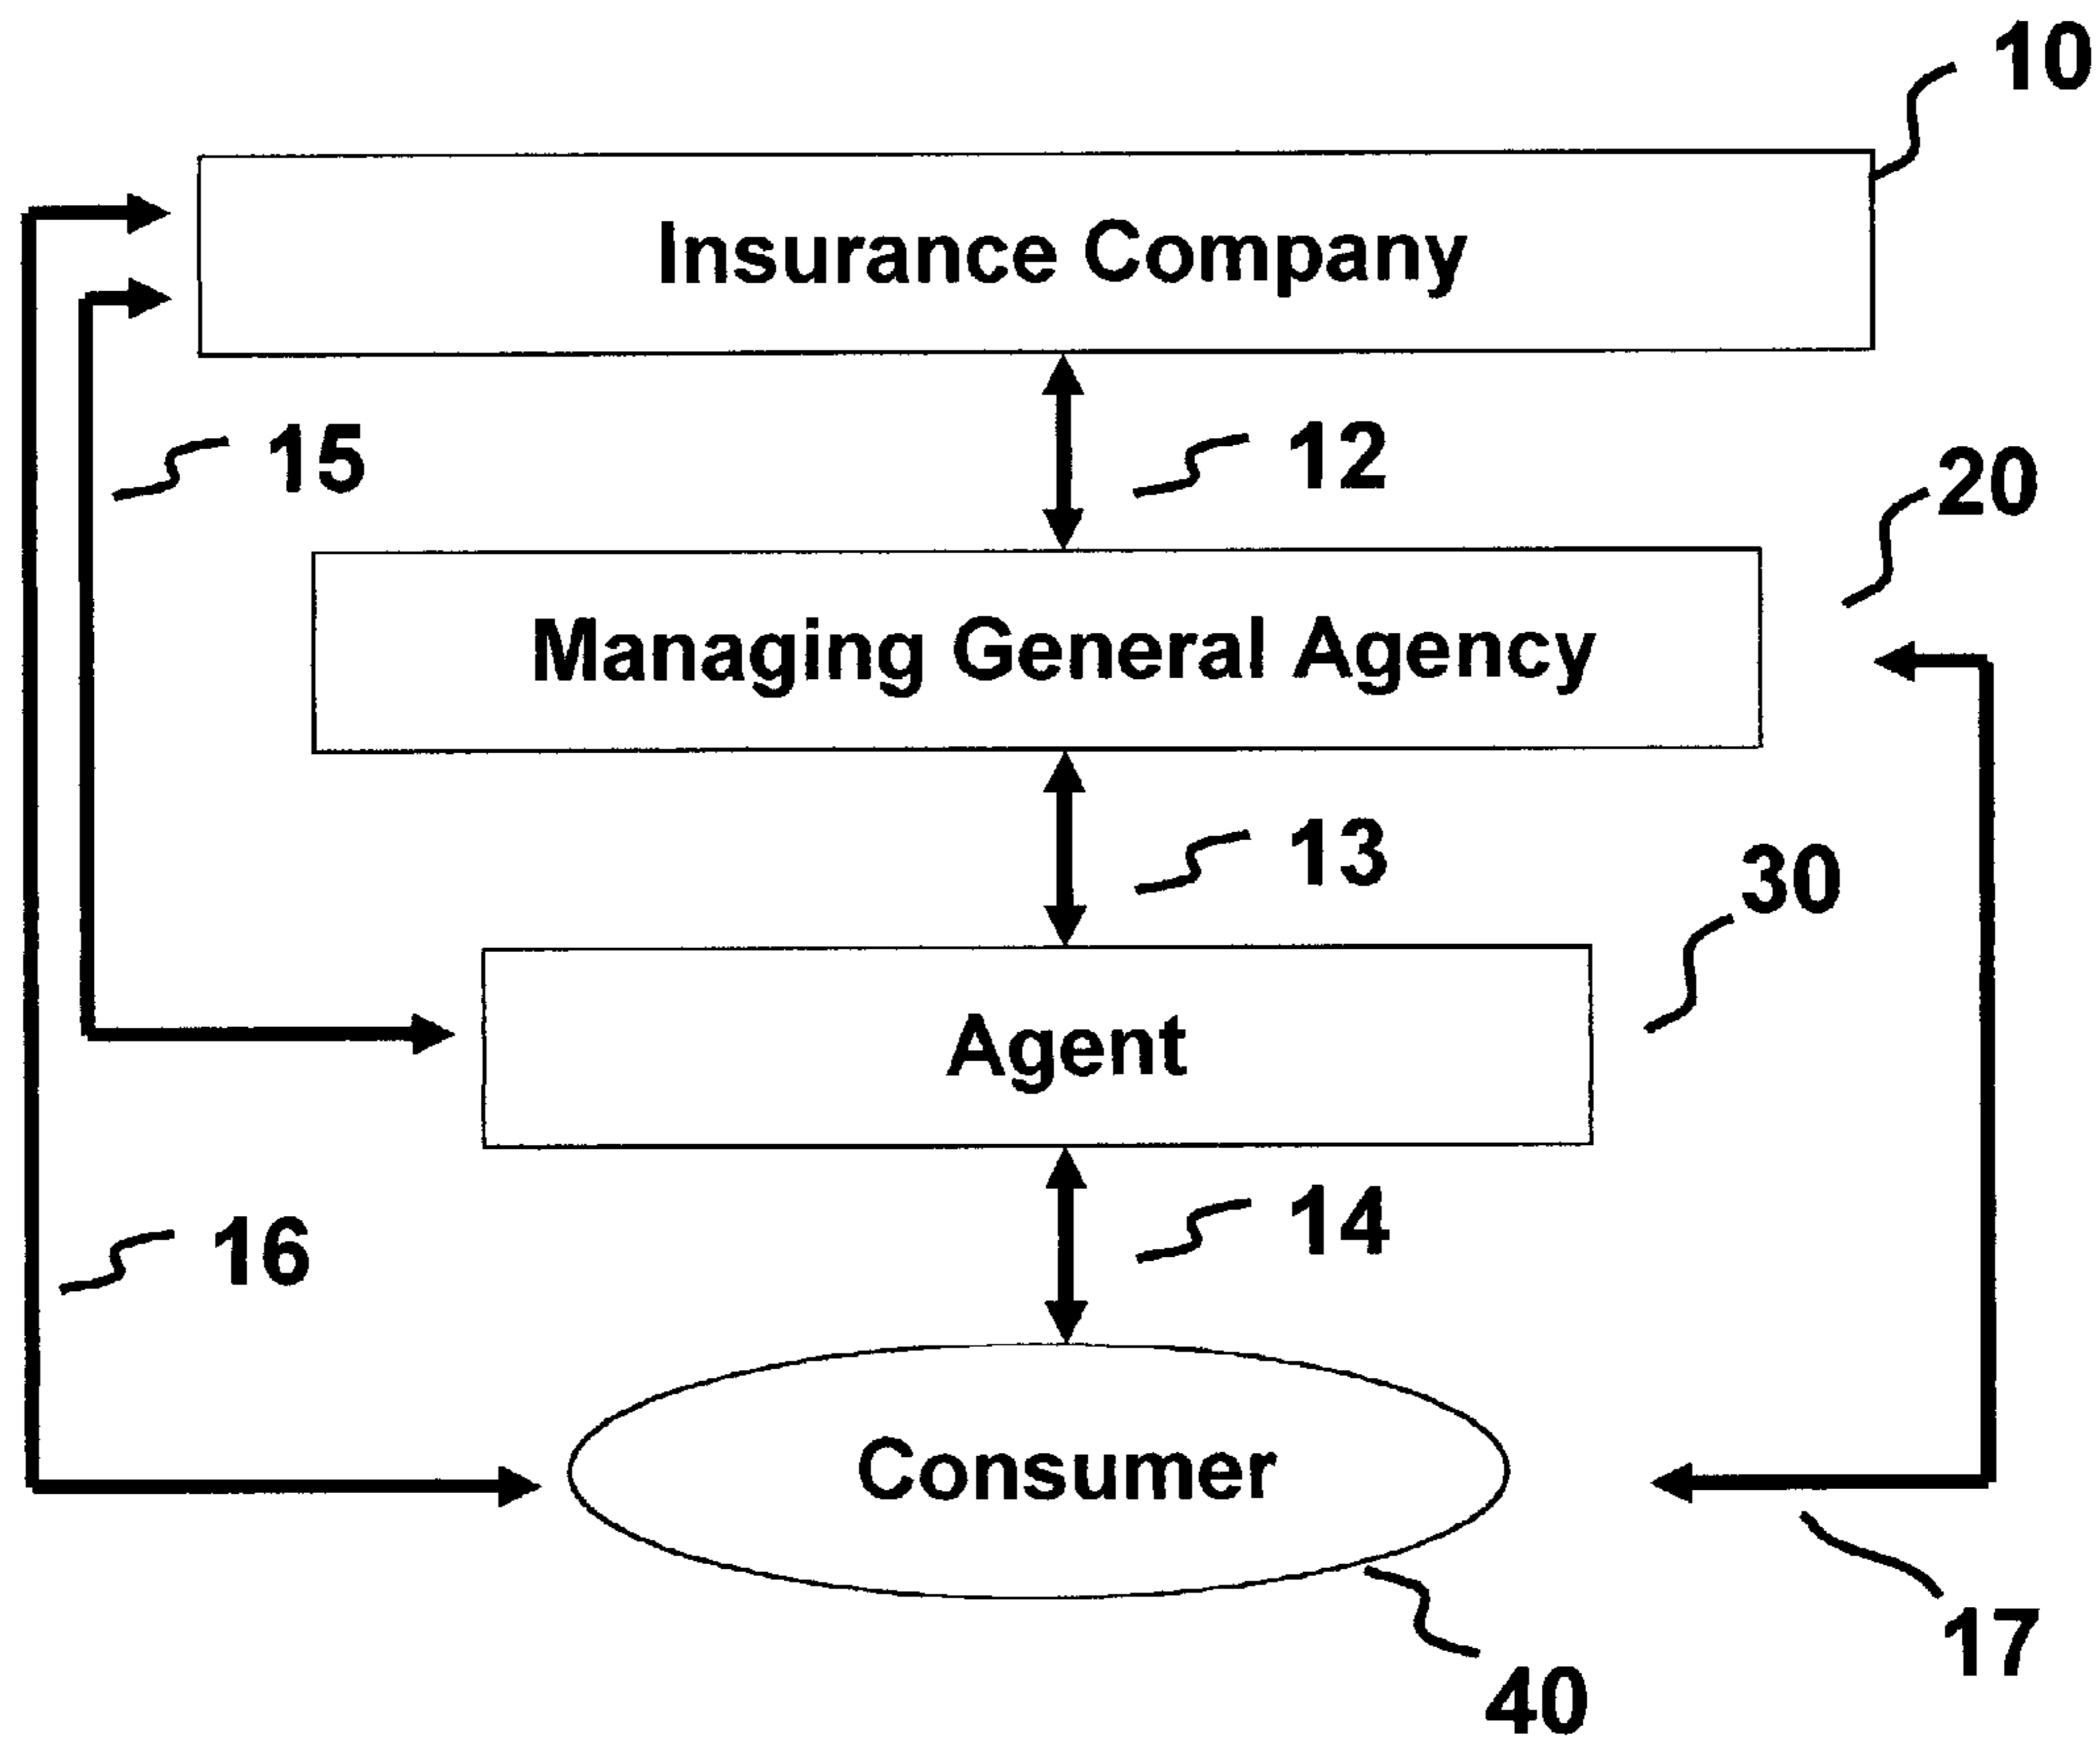 10
Insurance Company
15
12
20
Managing General Agency
13
30
Agent
14
16
Consumer
17
40